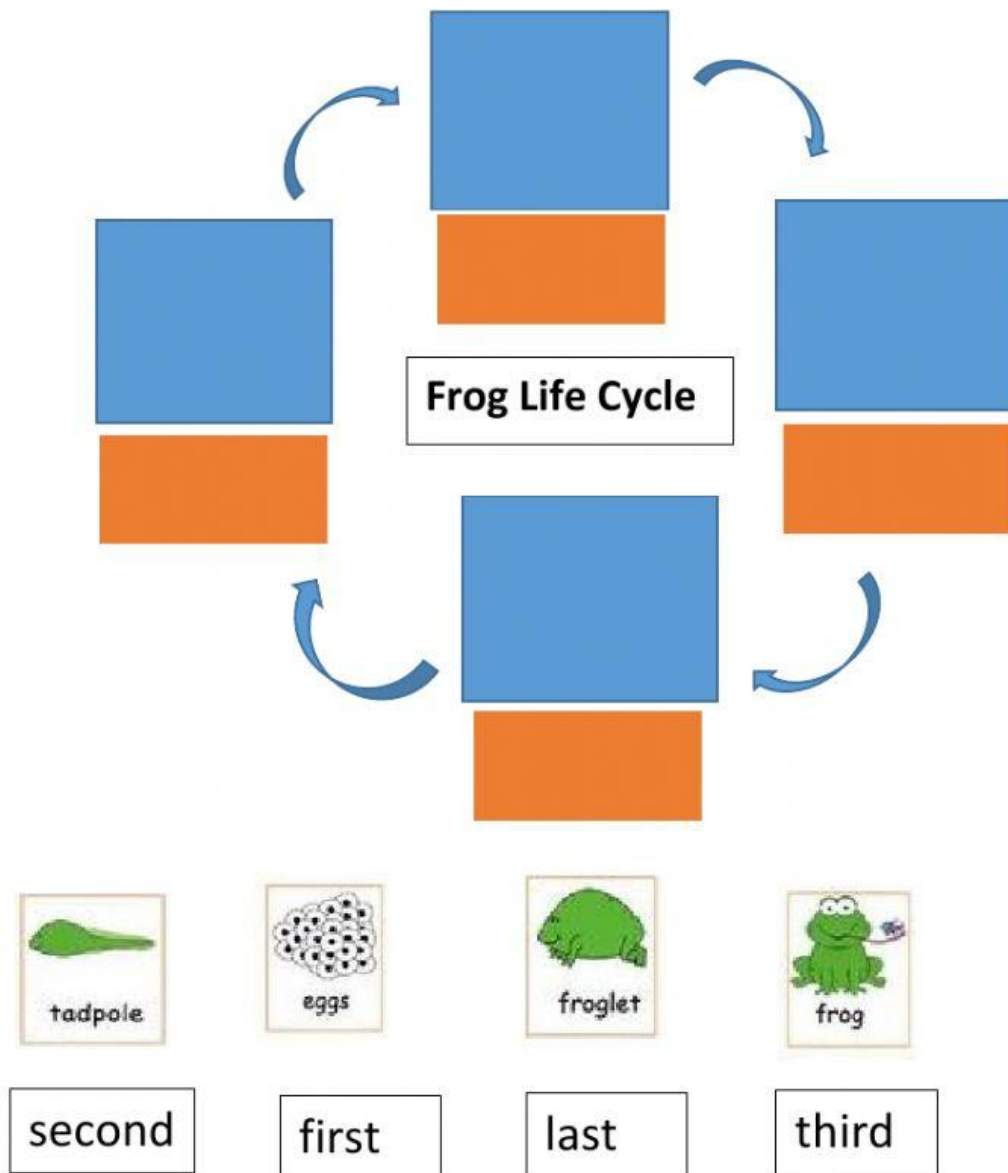 Frog Life Cycle
tadpole
eggs
froglet
frog
second
first
last
third